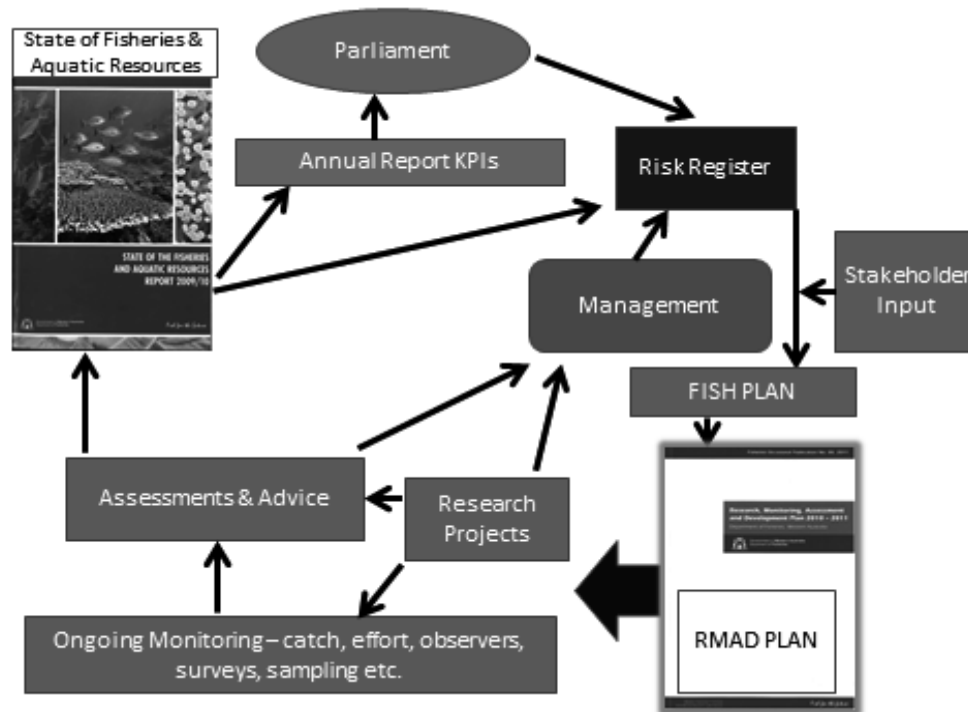 State of Fisheries &
Aquatic Resources
STATE OF THE FISHERIES
AND AQUATIC RESOURCES
REPORT 2009/10
Parliament
Annual Report KPIs
Risk Register
Management
Stakeholder
Input
FISH PLAN
Assessments & Advice
Research
Projects
Ongoing Monitoring – catch, effort, observers,
surveys, sampling etc.
Research, Monitoring, Assessment
and Development Plan 2010 – 2011
RMAD PLAN